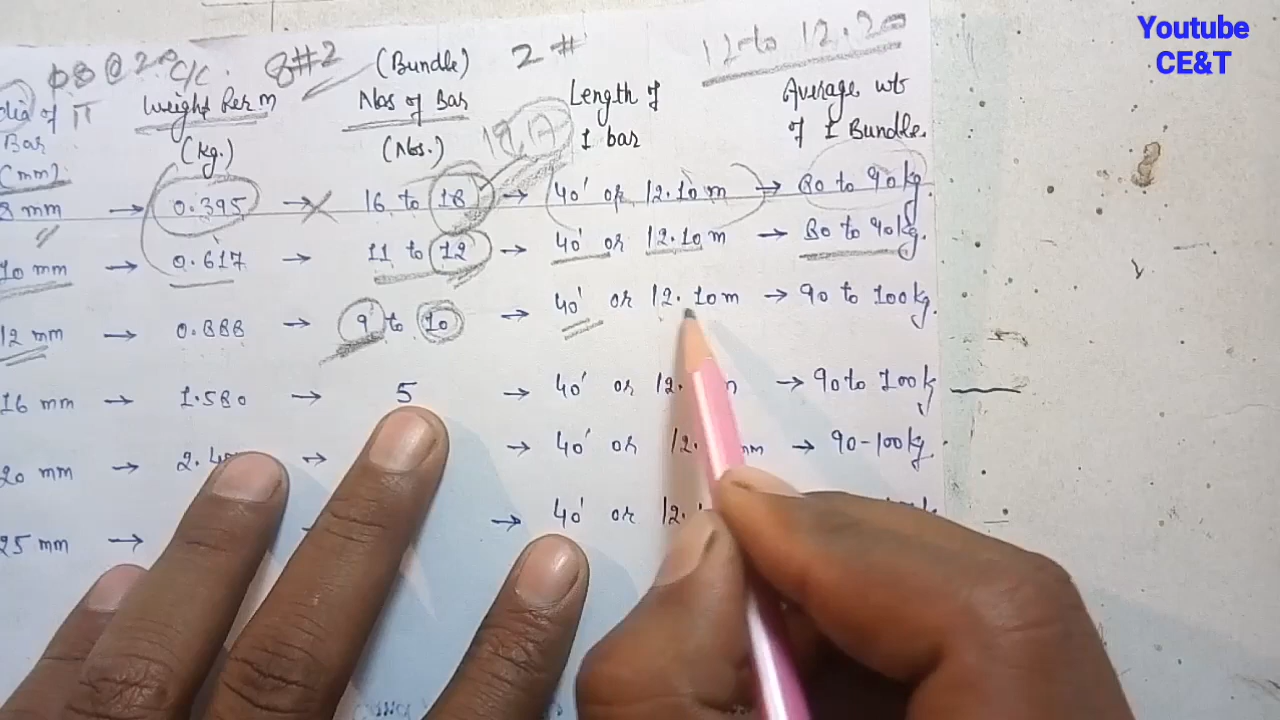 Youtube
CE&T
12 to 12.20
8#2 (Bundle) 2#
dia of Weight Per m Nos of Bar Length of Average wt
Bar (kg.) (Nos.) 1 bar of 1 Bundle.
(mm)
8 mm → 0.395 → 16 to 18 → 40' or 12.10 m → 80 to 90 kg
10 mm → 0.617 → 11 to 12 → 40' or 12.10 m → 80 to 90 kg.
12 mm → 0.888 → 9 to 10 → 40' or 12.10 m → 90 to 100 kg.
16 mm → 1.580 → 5 → 40' or 12. m → 90 to 100 kg
20 mm → 2.4 → → 40' or 12. m → 90-100 kg.
25 mm → → 40' or 12.